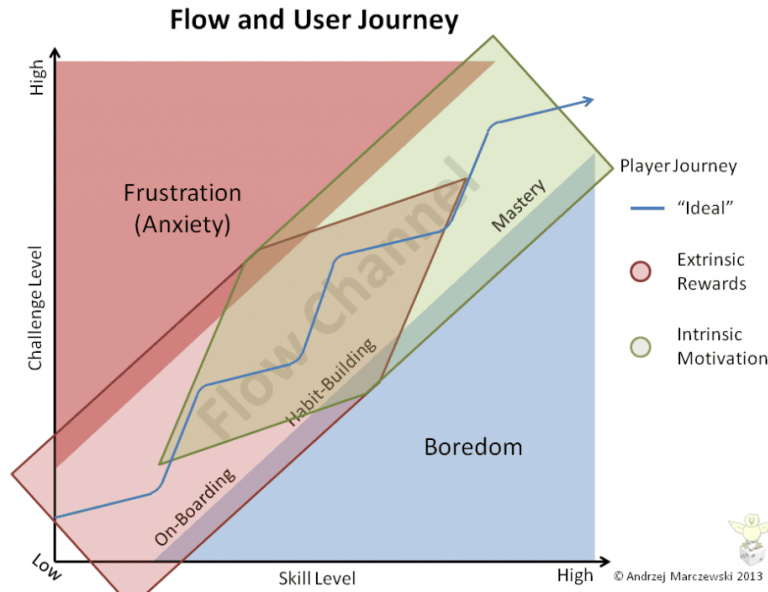 Flow and User Journey
High
Frustration
(Anxiety)
Challenge Level
Flow Channel
Mastery
Habit-Building
On-Boarding
Boredom
Player Journey
"Ideal"
Extrinsic
Rewards
Intrinsic
Motivation
Low
Skill Level
High
© Andrzej Marczewski 2013